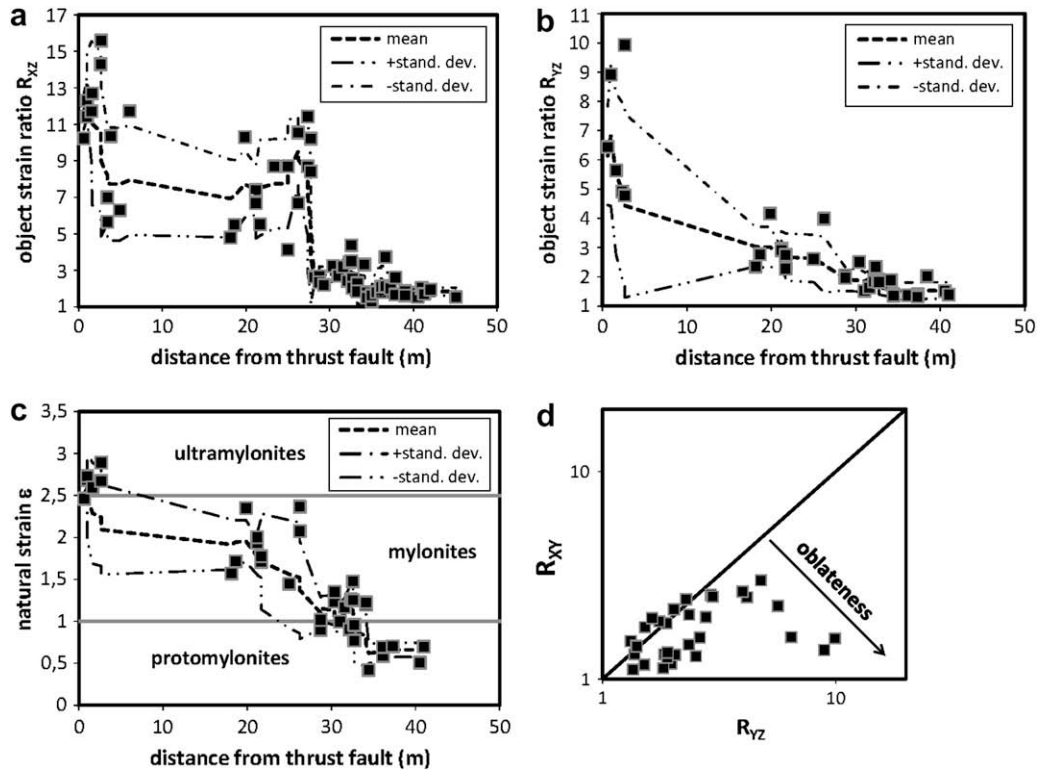 a
17
15
13
11
9
7
5
3
1
object strain ratio R_XZ
mean
+stand. dev.
-stand. dev.
0 10 20 30 40 50
distance from thrust fault (m)
b
11
10
9
8
7
6
5
4
3
2
1
object strain ratio R_YZ
mean
+stand. dev.
-stand. dev.
0 10 20 30 40 50
distance from thrust fault (m)
c
3,5
3
2,5
2
1,5
1
0,5
0
natural strain ε
mean
+stand. dev.
-stand. dev.
ultramylonites
mylonites
protomylonites
0 10 20 30 40 50
distance from thrust fault (m)
d
10
1
R_XY
oblateness
1 10
R_YZ